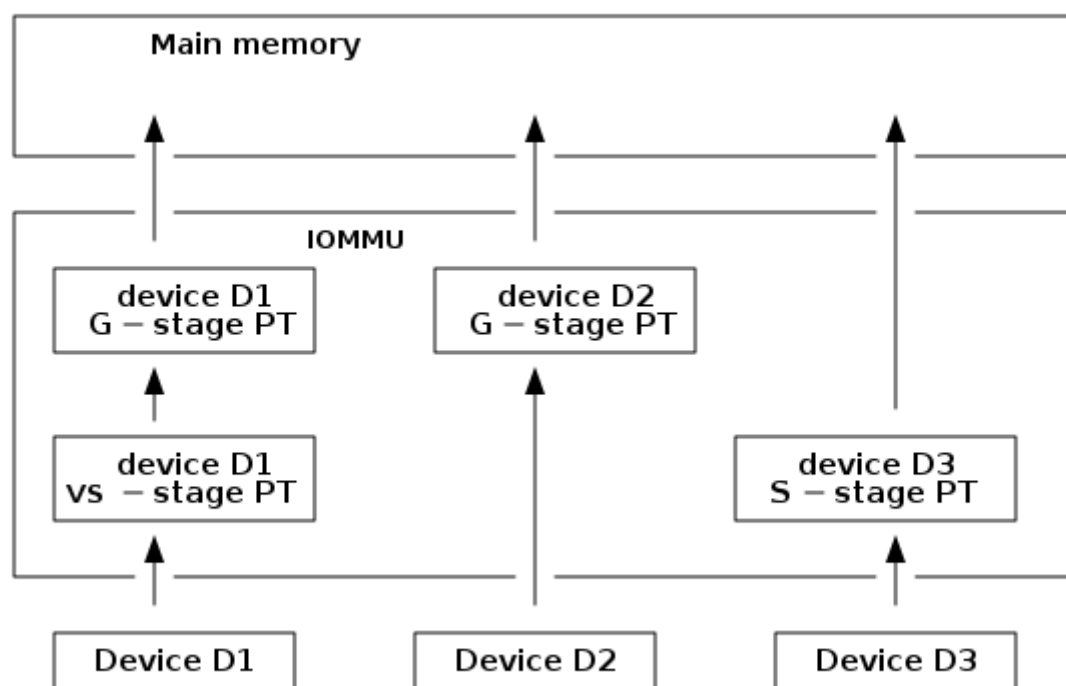 Main memory
IOMMU
device D1
G – stage PT
device D2
G – stage PT
device D1
vs – stage PT
device D3
S – stage PT
Device D1
Device D2
Device D3